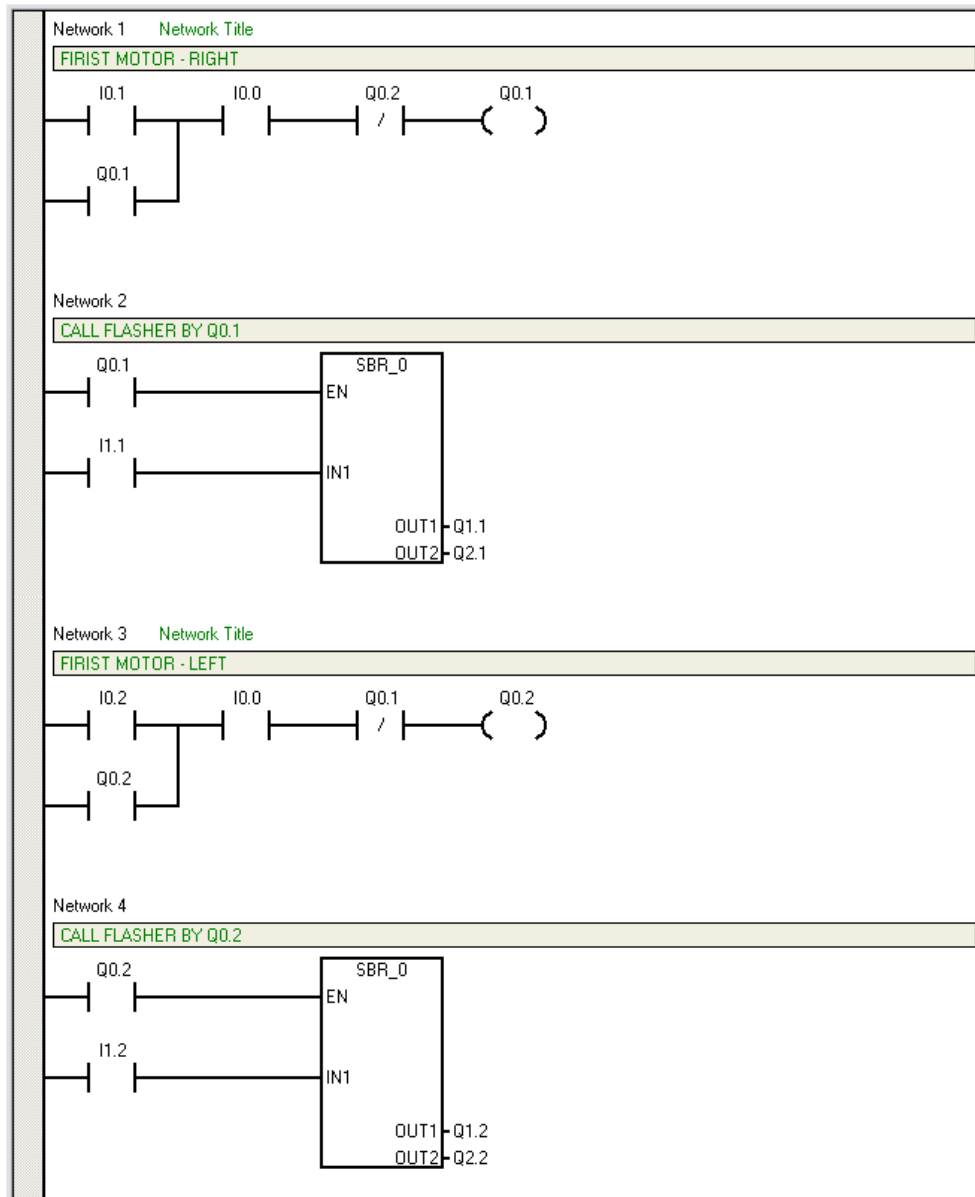 Network 1 Network Title
FIRIST MOTOR - RIGHT
I0.1 I0.0 Q0.2 Q0.1
/
Q0.1
Network 2
CALL FLASHER BY Q0.1
Q0.1 SBR_0
EN
I1.1
IN1
OUT1 Q1.1
OUT2 Q2.1
Network 3 Network Title
FIRIST MOTOR - LEFT
I0.2 I0.0 Q0.1 Q0.2
/
Q0.2
Network 4
CALL FLASHER BY Q0.2
Q0.2 SBR_0
EN
I1.2
IN1
OUT1 Q1.2
OUT2 Q2.2